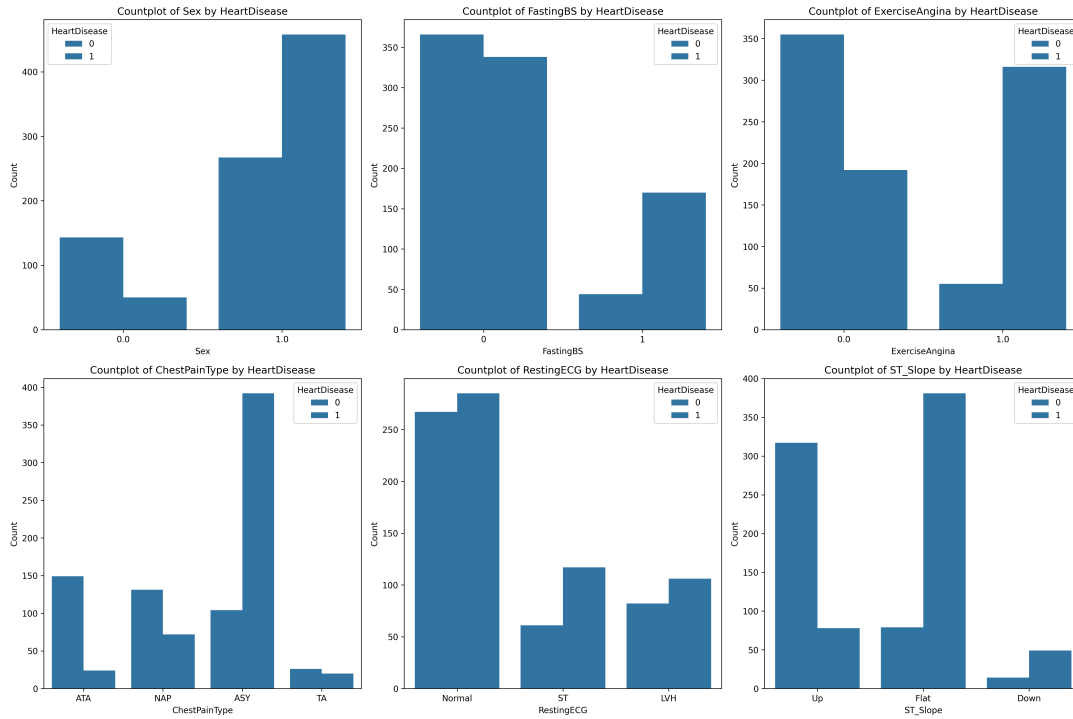 Countplot of Sex by HeartDisease
HeartDisease
0
1
400
300
200
100
0
Count
0.0
1.0
Sex
Countplot of FastingBS by HeartDisease
HeartDisease
0
1
350
300
250
200
150
100
50
0
Count
0
1
FastingBS
Countplot of ExerciseAngina by HeartDisease
HeartDisease
0
1
350
300
250
200
150
100
50
0
Count
0.0
1.0
ExerciseAngina
Countplot of ChestPainType by HeartDisease
HeartDisease
0
1
400
350
300
250
200
150
100
50
0
Count
ATA
NAP
ASY
TA
ChestPainType
Countplot of RestingECG by HeartDisease
HeartDisease
0
1
250
200
150
100
50
0
Count
Normal
ST
LVH
RestingECG
Countplot of ST_Slope by HeartDisease
HeartDisease
0
1
400
350
300
250
200
150
100
50
0
Count
Up
Flat
Down
ST_Slope